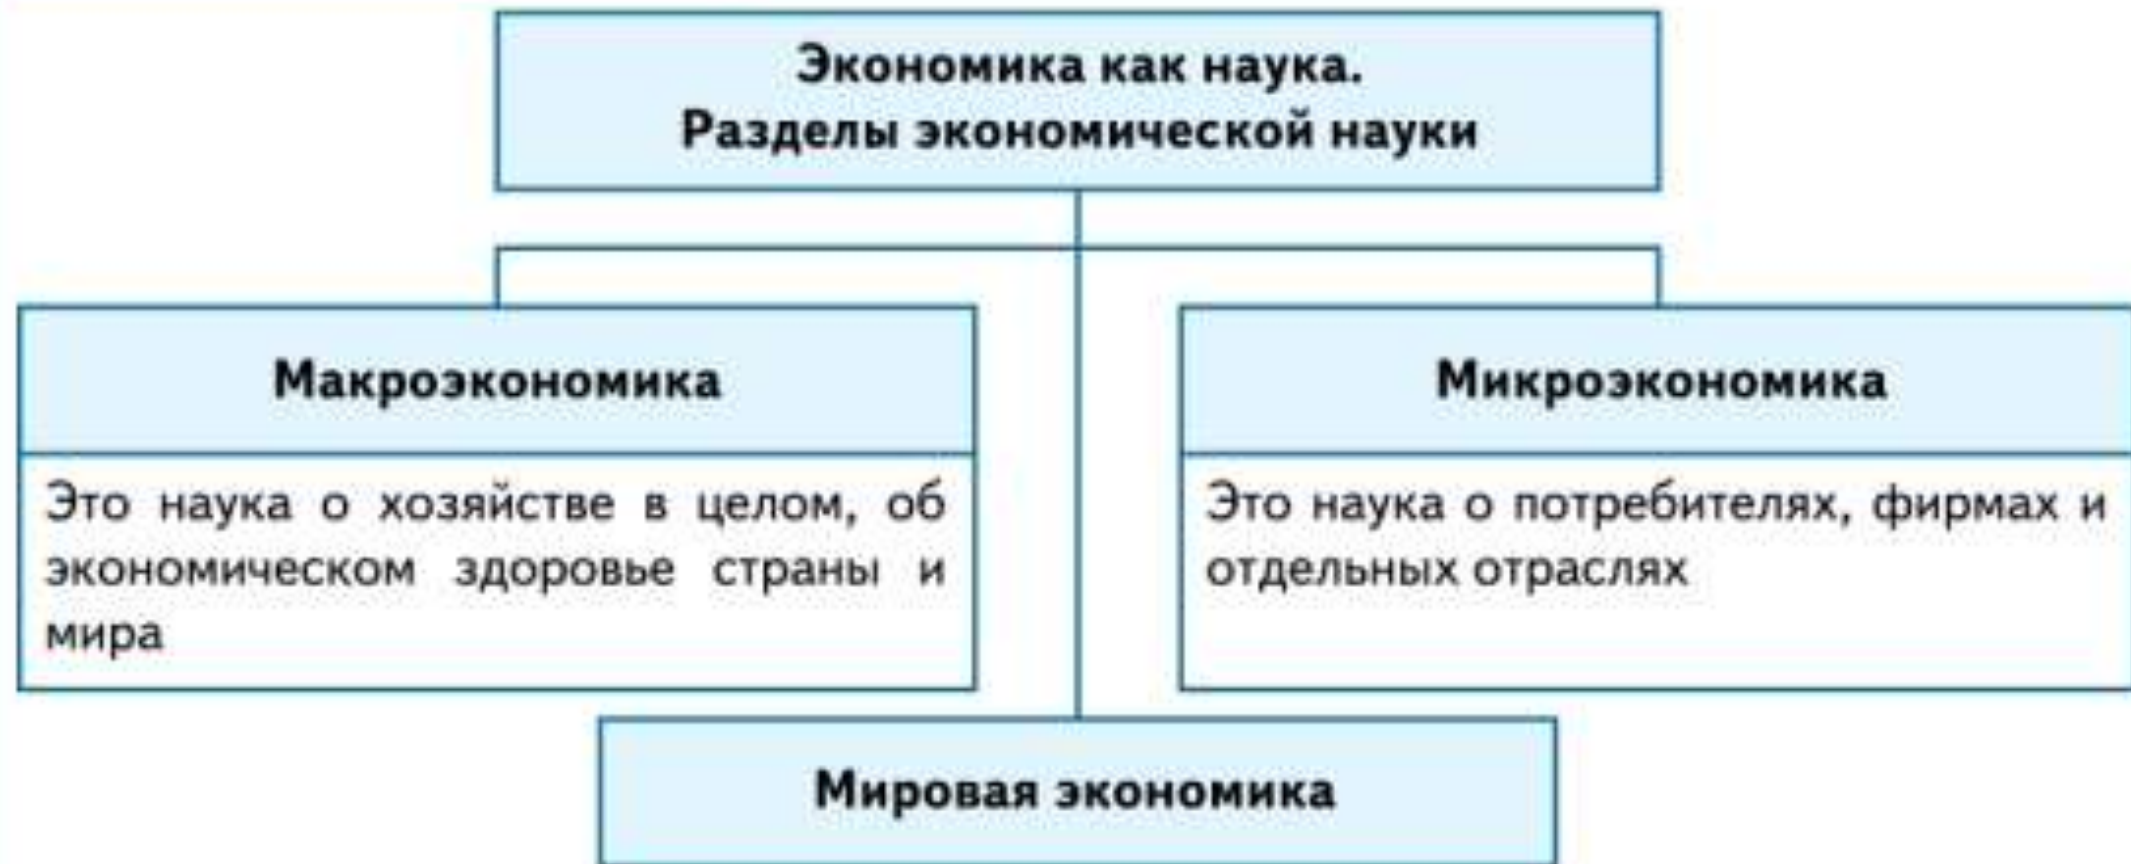 Экономика как наука.
Разделы экономической науки
Макроэкономика
Это наука о хозяйстве в целом, об
экономическом здоровье страны и
мира
Микроэкономика
Это наука о потребителях, фирмах и
отдельных отраслях
Мировая экономика